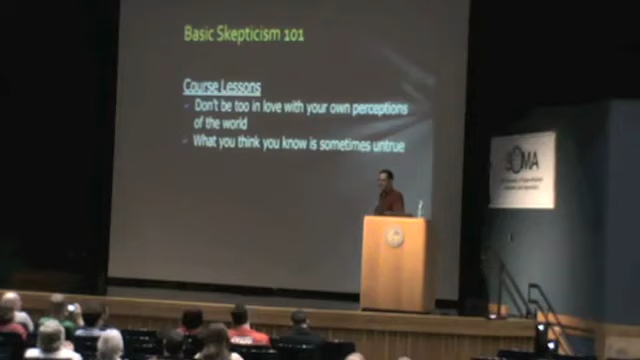 Basic Skepticism 101
Course Lessons
Don't be too in love with your own perceptions
of the world
What you think you know is sometimes untrue